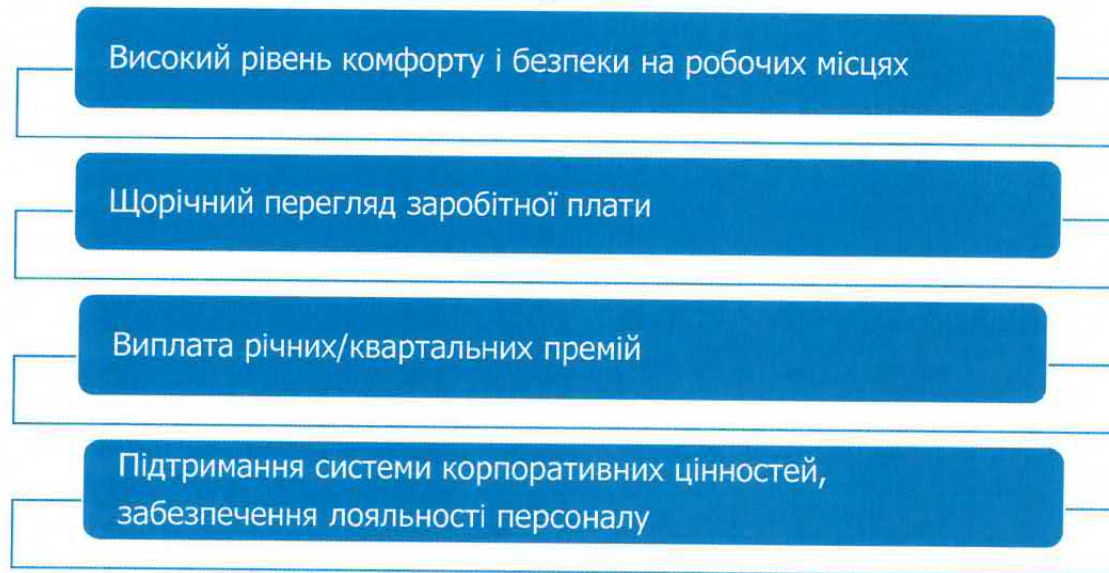 Високий рівень комфорту і безпеки на робочих місцях
Щорічний перегляд заробітної плати
Виплата річних/квартальних премій
Підтримання системи корпоративних цінностей,
забезпечення лояльності персоналу